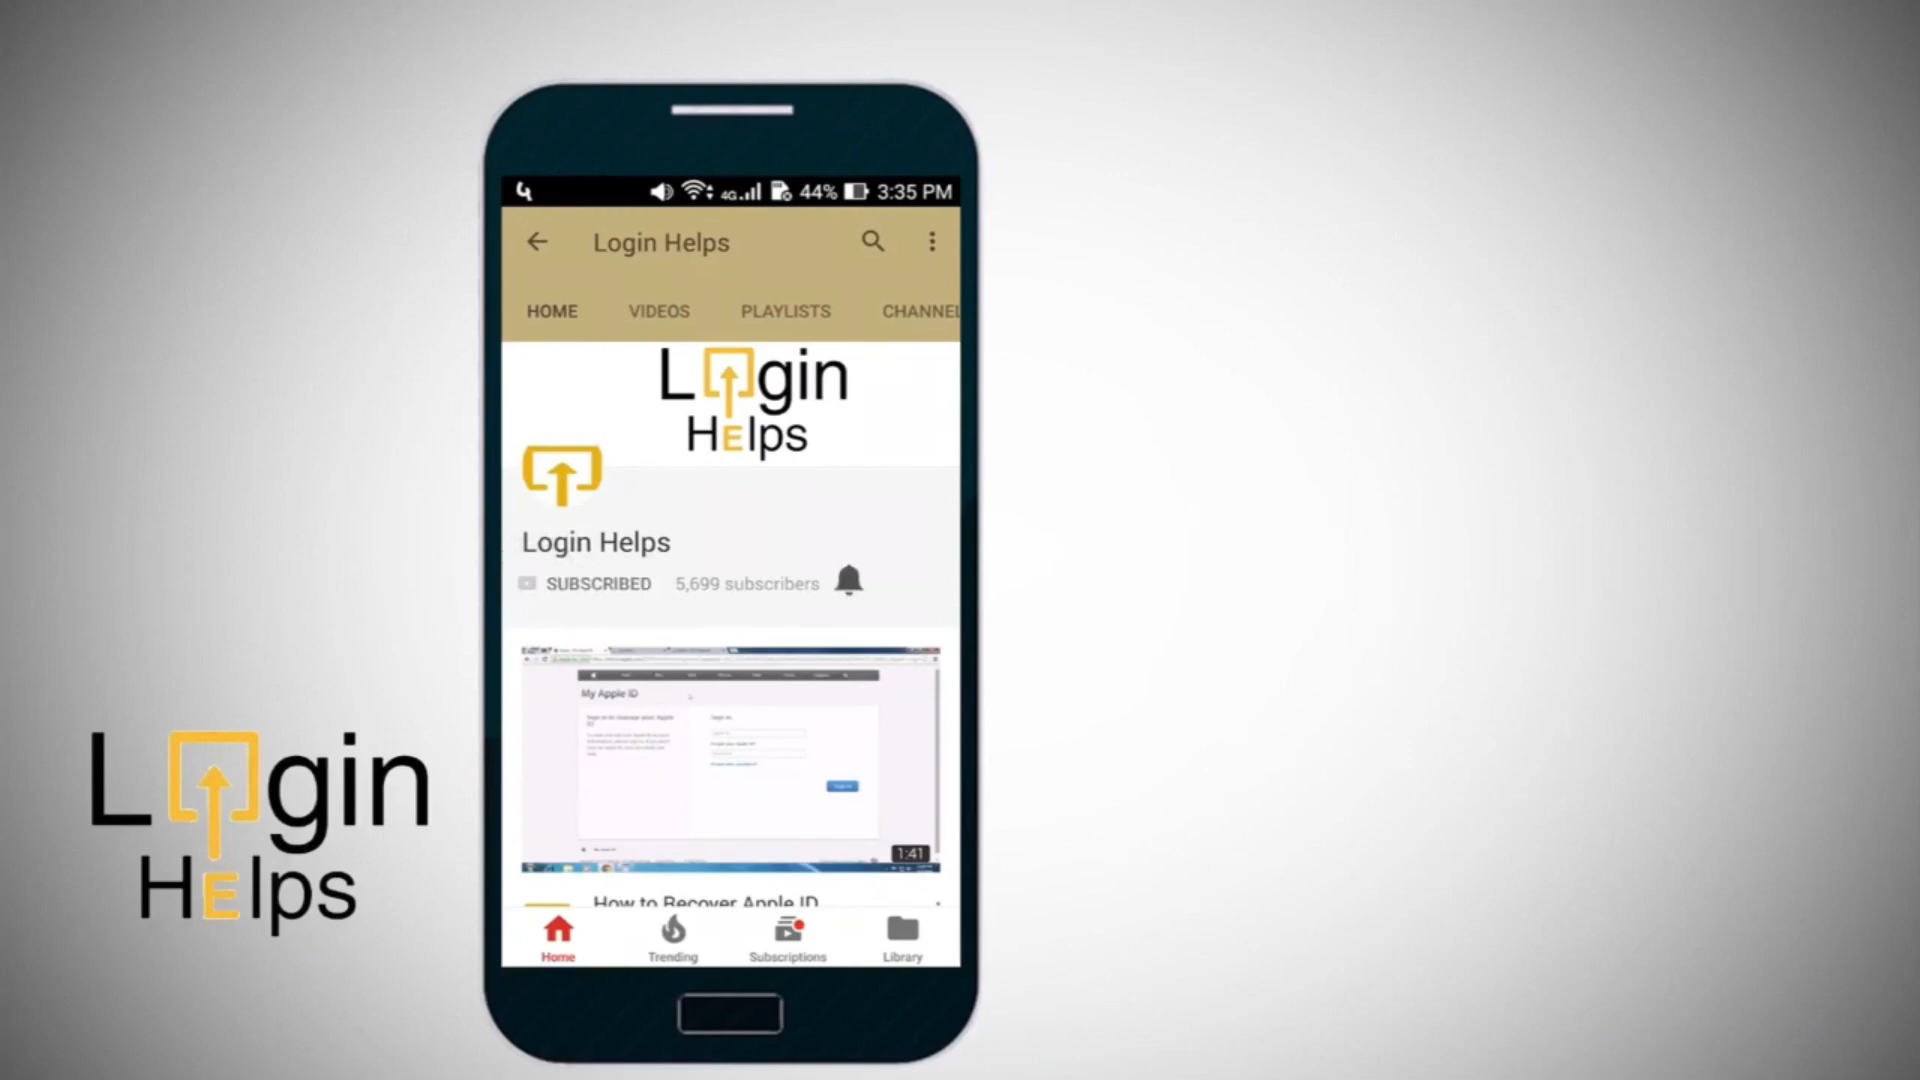 4G 44% 3:35 PM
Login Helps
HOME VIDEOS PLAYLISTS CHANNEL
Login
Helps
Login Helps
SUBSCRIBED 5,699 subscribers
My Apple ID
1:41
How to Recover Apple ID
Home Trending Subscriptions Library
Login
Helps